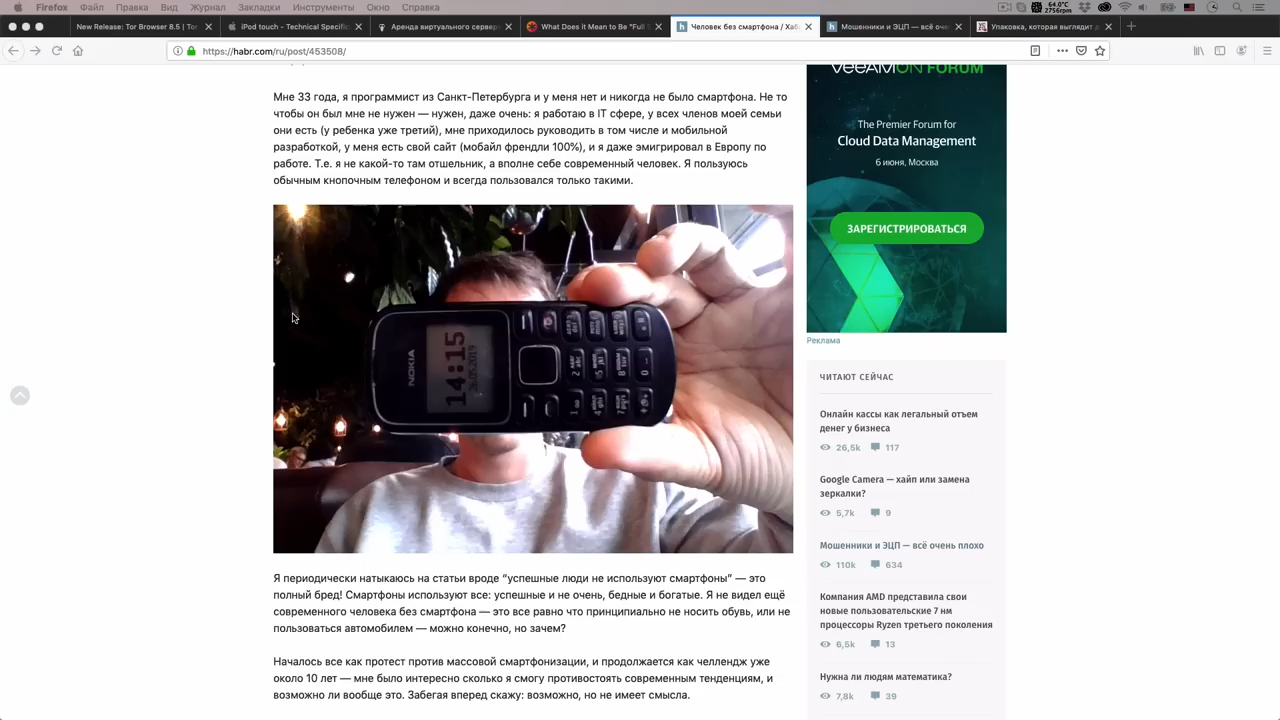 Firefox Файл Правка Вид Журнал Закладки Инструменты Окно Справка
64.0°C
2756rpm
New Release: Tor Browser 8.5 | Tor
iPod touch - Technical Specific
Аренда виртуального сервера
What Does it Mean to Be "Full S
Человек без смартфона / Хаб
Мошенники и ЭЦП — всё очен
Упаковка, которая выглядит д
https://habr.com/ru/post/453508/
Мне 33 года, я программист из Санкт-Петербурга и у меня нет и никогда не было смартфона. Не то
чтобы он был мне не нужен — нужен, даже очень: я работаю в IT сфере, у всех членов моей семьи
они есть (у ребенка уже третий), мне приходилось руководить в том числе и мобильной
разработкой, у меня есть свой сайт (мобайл френдли 100%), и я даже эмигрировал в Европу по
работе. Т.е. я не какой-то там отшельник, а вполне себе современный человек. Я пользуюсь
обычным кнопочным телефоном и всегда пользовался только такими.
NOKIA
14:15
26.05.2019
Я периодически натыкаюсь на статьи вроде “успешные люди не используют смартфоны” — это
полный бред! Смартфоны используют все: успешные и не очень, бедные и богатые. Я не видел ещё
современного человека без смартфона — это все равно что принципиально не носить обувь, или не
пользоваться автомобилем — можно конечно, но зачем?
Началось все как протест против массовой смартфонизации, и продолжается как челлендж уже
около 10 лет — мне было интересно сколько я смогу противостоять современным тенденциям, и
возможно ли вообще это. Забегая вперед скажу: возможно, но не имеет смысла.
VEEAMON FORUM
The Premier Forum for
Cloud Data Management
6 июня, Москва
ЗАРЕГИСТРИРОВАТЬСЯ
Реклама
ЧИТАЮТ СЕЙЧАС
Онлайн кассы как легальный отъем
денег у бизнеса
26,5k 117
Google Camera — хайп или замена
зеркалки?
5,7k 9
Мошенники и ЭЦП — всё очень плохо
110k 634
Компания AMD представила свои
новые пользовательские 7 нм
процессоры Ryzen третьего поколения
6,5k 13
Нужна ли людям математика?
7,8k 39